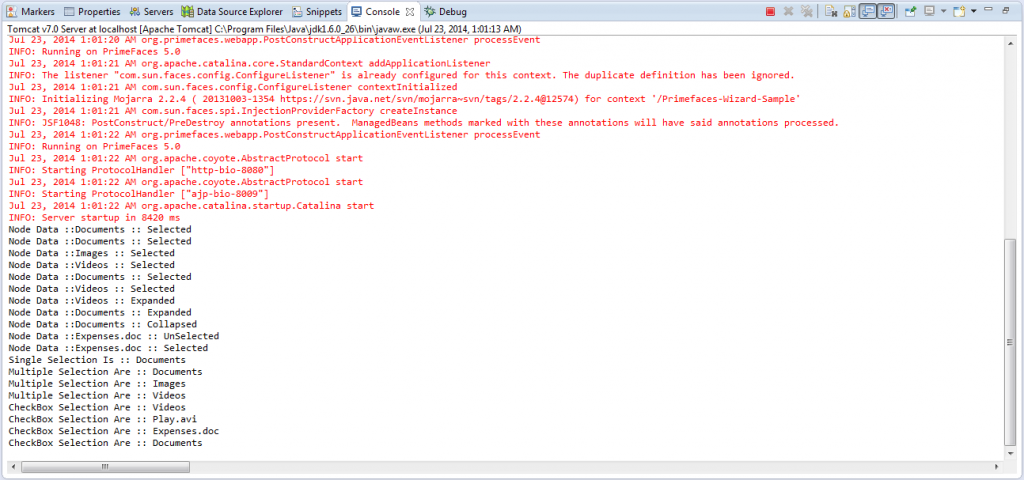 Markers Properties Servers Data Source Explorer Snippets Console Debug
Tomcat v7.0 Server at localhost [Apache Tomcat] C:\Program Files\Java\jdk1.6.0_26\bin\javaw.exe (Jul 23, 2014, 1:01:13 AM)
Jul 23, 2014 1:01:20 AM org.primefaces.webapp.PostConstructApplicationEventListener processEvent
INFO: Running on PrimeFaces 5.0
Jul 23, 2014 1:01:21 AM org.apache.catalina.core.StandardContext addApplicationListener
INFO: The listener "com.sun.faces.config.ConfigureListener" is already configured for this context. The duplicate definition has been ignored.
Jul 23, 2014 1:01:21 AM com.sun.faces.config.ConfigureListener contextInitialized
INFO: Initializing Mojarra 2.2.4 ( 20131003-1354 https://svn.java.net/svn/mojarra~svn/tags/2.2.4@12574) for context '/Primefaces-Wizard-Sample'
Jul 23, 2014 1:01:21 AM com.sun.faces.spi.InjectionProviderFactory createInstance
INFO: JSF1048: PostConstruct/PreDestroy annotations present.  ManagedBeans methods marked with these annotations will have said annotations processed.
Jul 23, 2014 1:01:22 AM org.primefaces.webapp.PostConstructApplicationEventListener processEvent
INFO: Running on PrimeFaces 5.0
Jul 23, 2014 1:01:22 AM org.apache.coyote.AbstractProtocol start
INFO: Starting ProtocolHandler ["http-bio-8080"]
Jul 23, 2014 1:01:22 AM org.apache.coyote.AbstractProtocol start
INFO: Starting ProtocolHandler ["ajp-bio-8009"]
Jul 23, 2014 1:01:22 AM org.apache.catalina.startup.Catalina start
INFO: Server startup in 8420 ms
Node Data ::Documents :: Selected
Node Data ::Documents :: Selected
Node Data ::Images :: Selected
Node Data ::Videos :: Selected
Node Data ::Documents :: Selected
Node Data ::Videos :: Selected
Node Data ::Videos :: Expanded
Node Data ::Documents :: Expanded
Node Data ::Documents :: Collapsed
Node Data ::Expenses.doc :: UnSelected
Node Data ::Expenses.doc :: Selected
Single Selection Is :: Documents
Multiple Selection Are :: Documents
Multiple Selection Are :: Images
Multiple Selection Are :: Videos
CheckBox Selection Are :: Videos
CheckBox Selection Are :: Play.avi
CheckBox Selection Are :: Expenses.doc
CheckBox Selection Are :: Documents